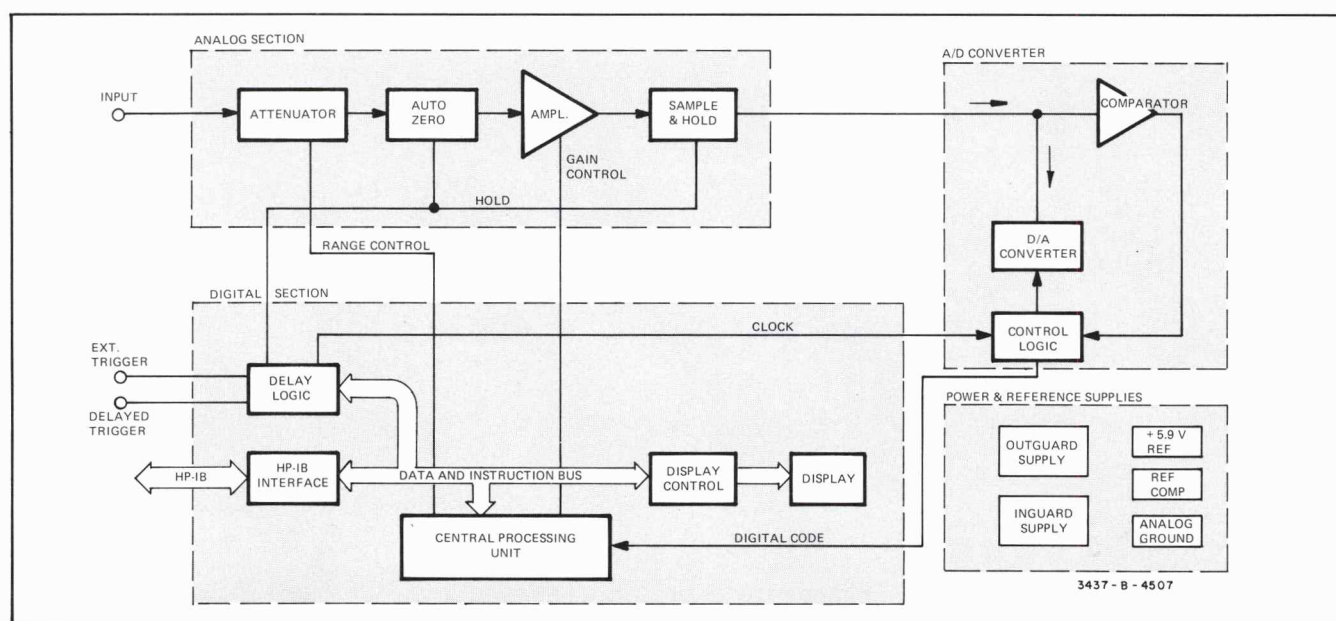 ANALOG SECTION
INPUT
ATTENUATOR
AUTO
ZERO
AMPL.
SAMPLE
& HOLD
GAIN
CONTROL
HOLD
RANGE CONTROL
A/D CONVERTER
COMPARATOR
D/A
CONVERTER
CONTROL
LOGIC
DIGITAL SECTION
CLOCK
EXT.
TRIGGER
DELAYED
TRIGGER
DELAY
LOGIC
HP-IB
HP-IB
INTERFACE
DATA AND INSTRUCTION BUS
DISPLAY
CONTROL
DISPLAY
CENTRAL PROCESSING
UNIT
DIGITAL CODE
POWER & REFERENCE SUPPLIES
OUTGUARD
SUPPLY
+ 5.9 V
REF
REF
COMP
INGUARD
SUPPLY
ANALOG
GROUND
3437 - B - 4507